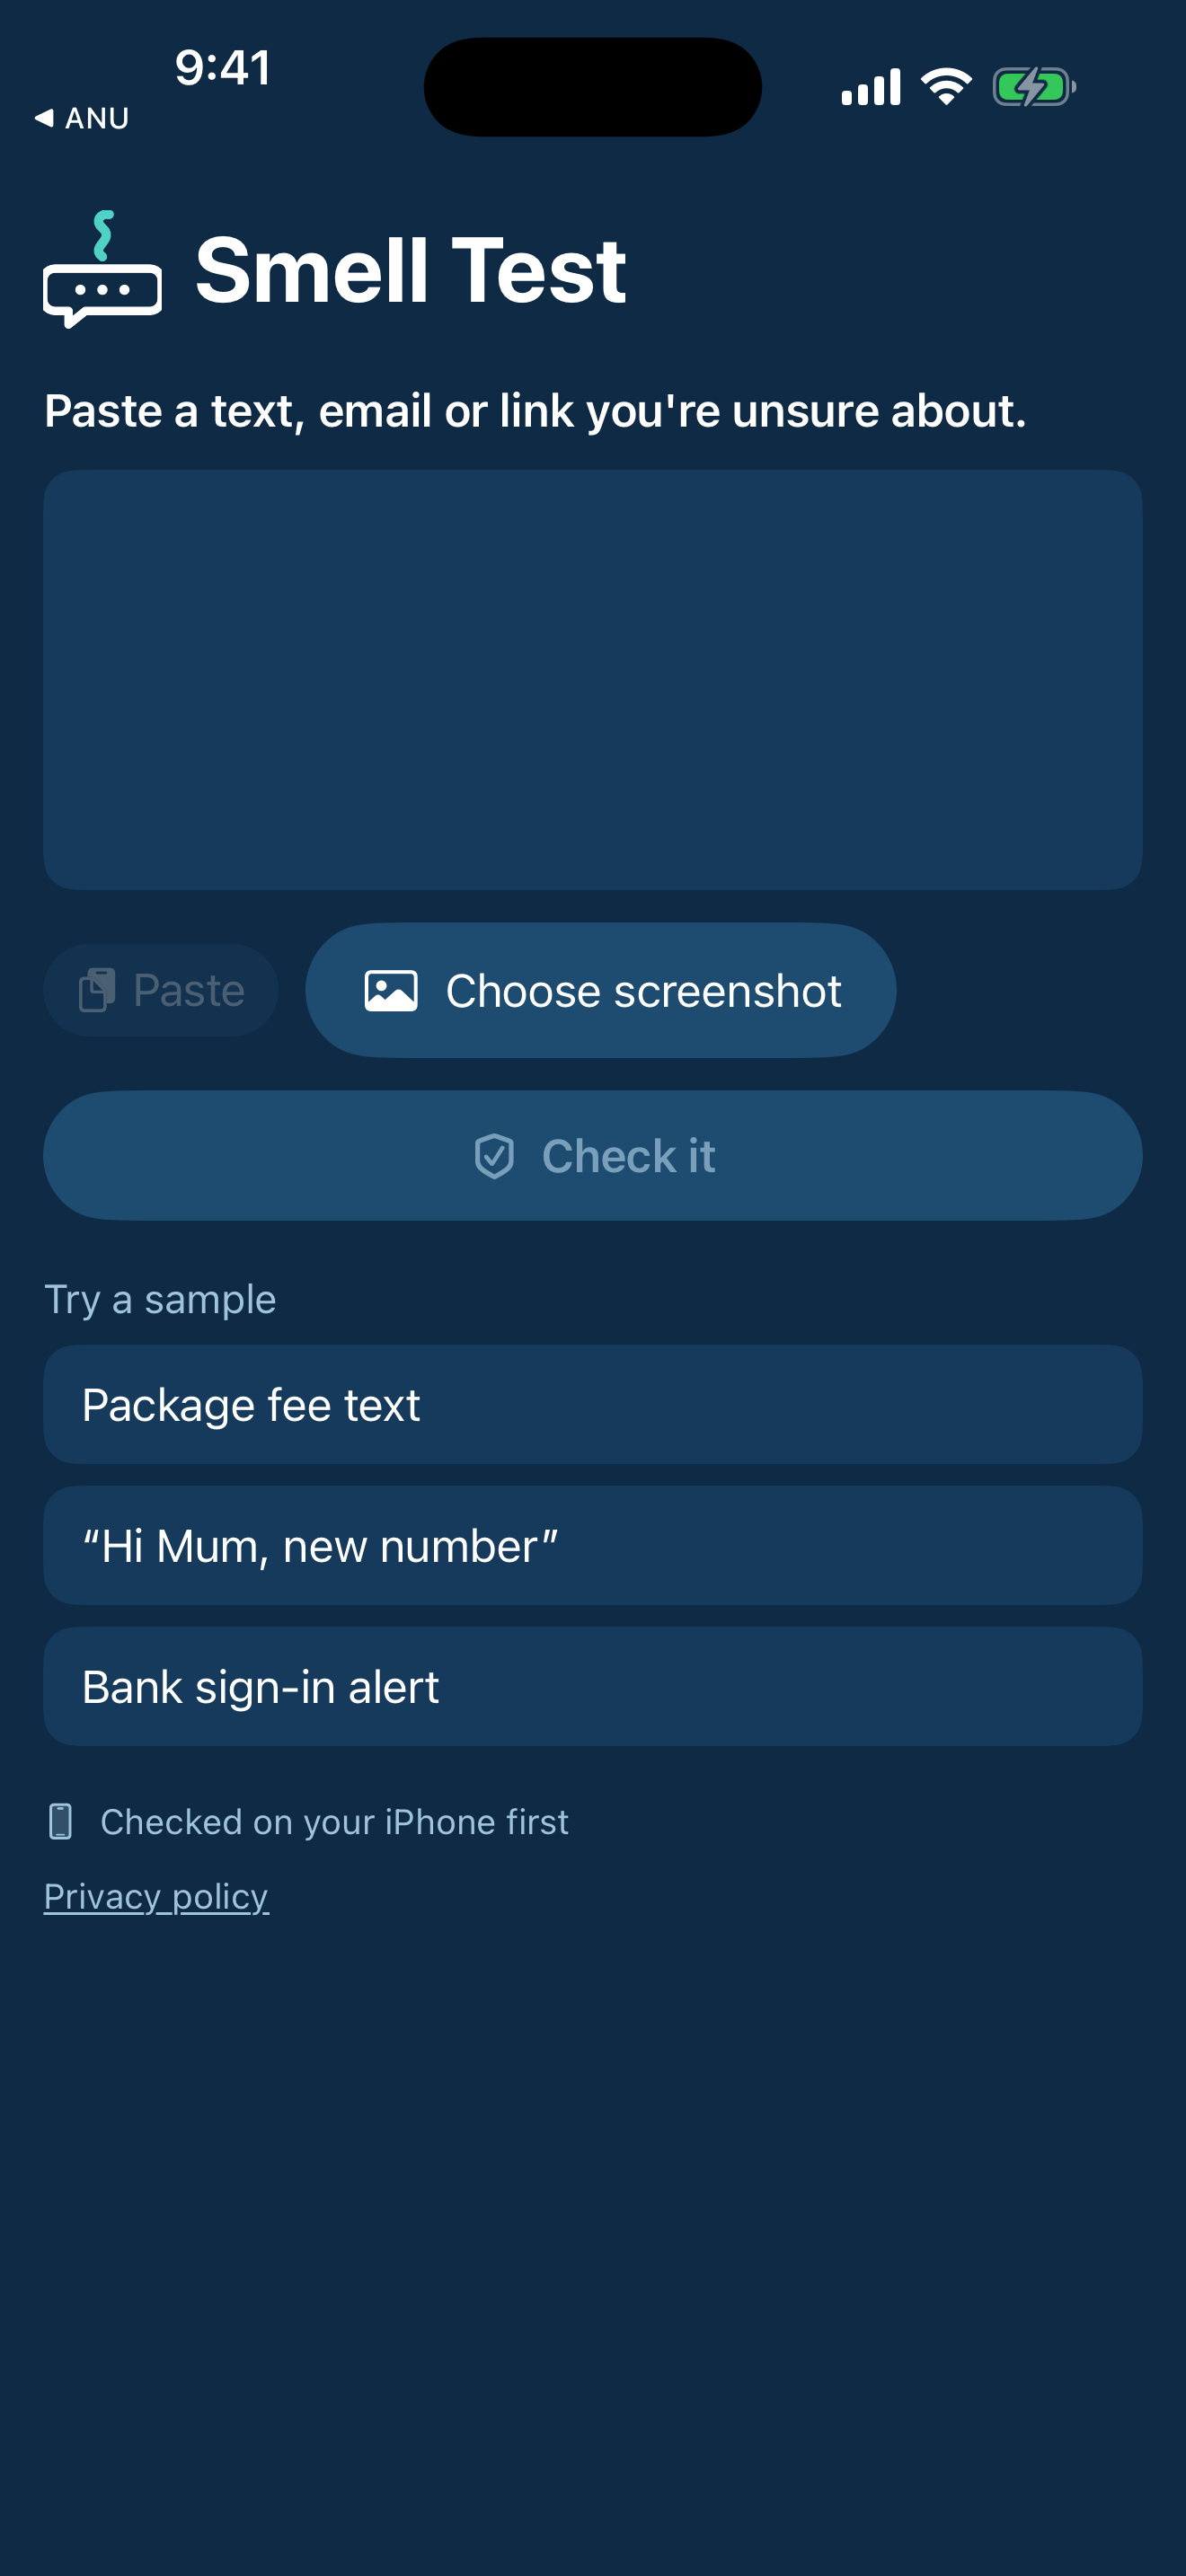 9:41
◀ ANU
Smell Test
Paste a text, email or link you're unsure about.
Paste
Choose screenshot
Check it
Try a sample
Package fee text
“Hi Mum, new number”
Bank sign-in alert
Checked on your iPhone first
Privacy policy